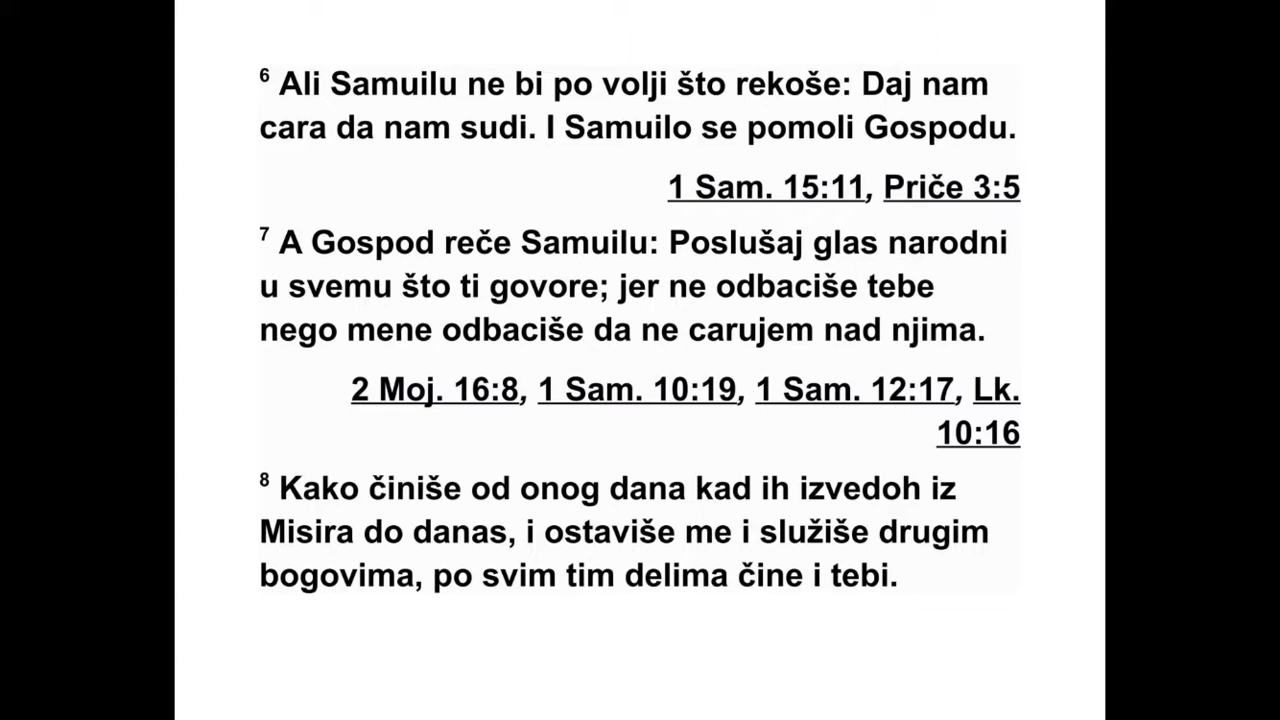 6 Ali Samuilu ne bi po volji što rekoše: Daj nam
cara da nam sudi. I Samuilo se pomoli Gospodu.
1 Sam. 15:11, Priče 3:5
7 A Gospod reče Samuilu: Poslušaj glas narodni
u svemu što ti govore; jer ne odbaciše tebe
nego mene odbaciše da ne carujem nad njima.
2 Moj. 16:8, 1 Sam. 10:19, 1 Sam. 12:17, Lk.
10:16
8 Kako činiše od onog dana kad ih izvedoh iz
Misira do danas, i ostaviše me i služiše drugim
bogovima, po svim tim delima čine i tebi.